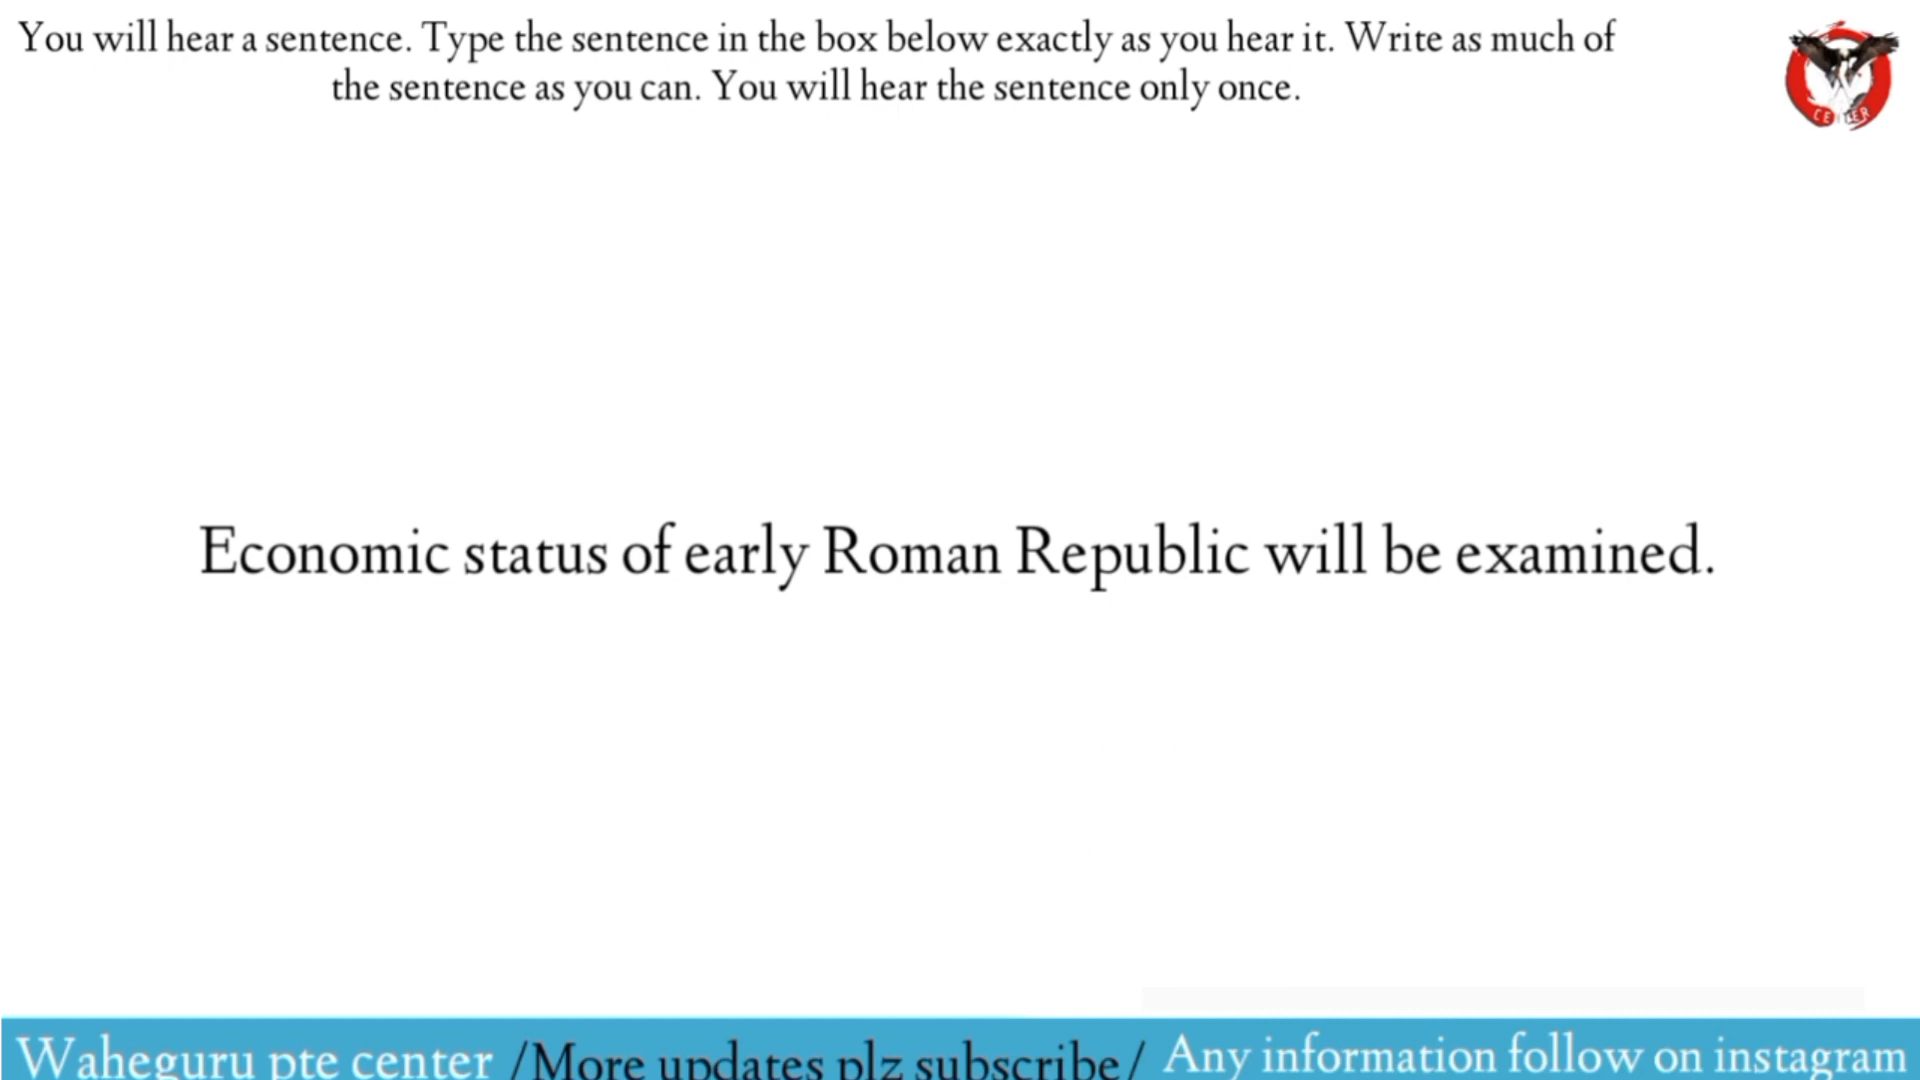 You will hear a sentence. Type the sentence in the box below exactly as you hear it. Write as much of
the sentence as you can. You will hear the sentence only once.
CENTER
Economic status of early Roman Republic will be examined.
Waheguru pte center /More updates plz subscribe/ Any information follow on instagram